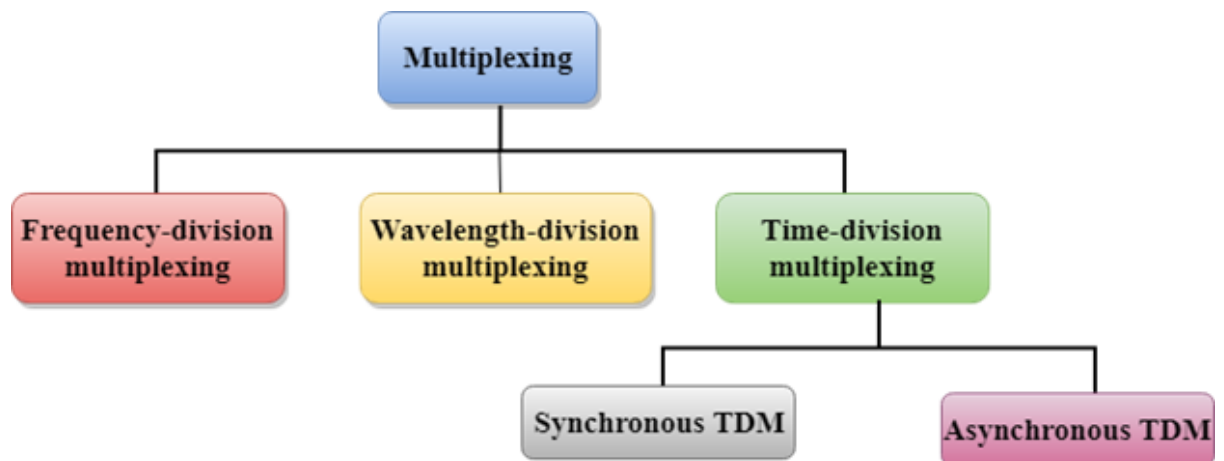 Multiplexing
Frequency-division
multiplexing
Wavelength-division
multiplexing
Time-division
multiplexing
Synchronous TDM
Asynchronous TDM